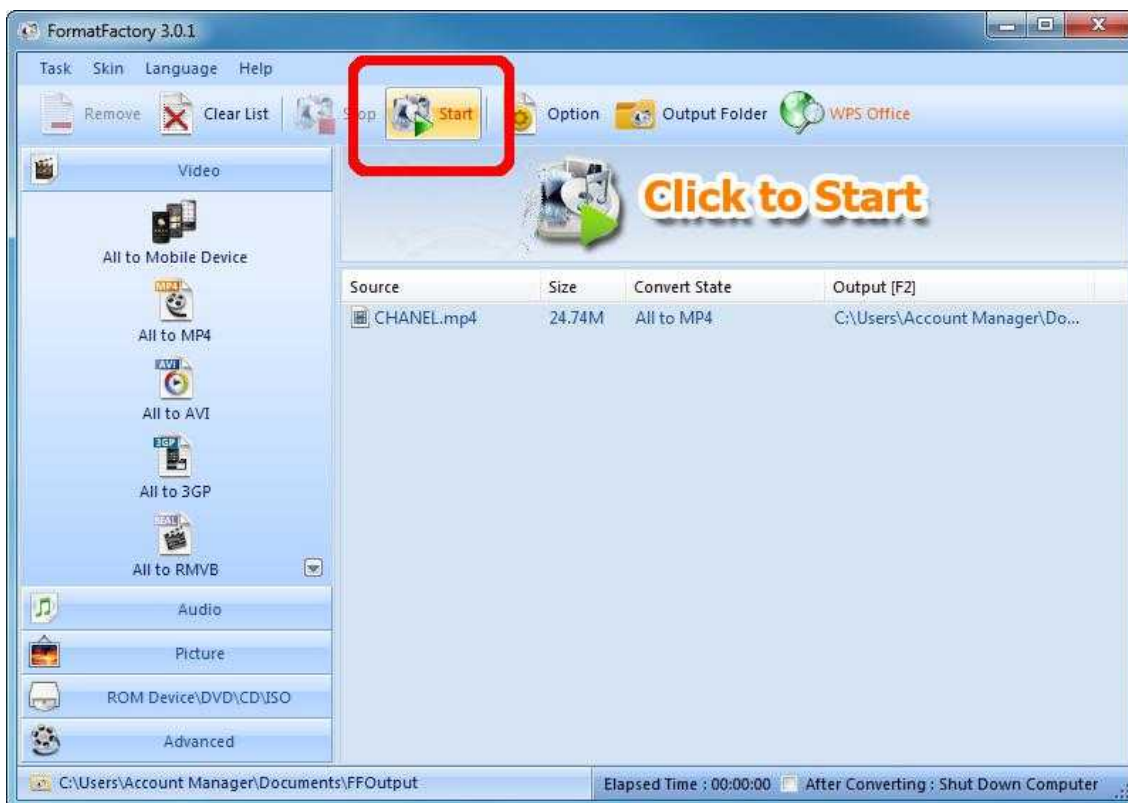 FormatFactory 3.0.1
Task Skin Language Help
Remove Clear List Stop Start Option Output Folder WPS Office
Video
Click to Start
All to Mobile Device
Source Size Convert State Output [F2]
CHANEL.mp4 24.74M All to MP4 C:\Users\Account Manager\Do...
MP4
All to MP4
AVI
All to AVI
3GP
All to 3GP
REAL
All to RMVB
Audio
Picture
ROM Device\DVD\CD\ISO
Advanced
C:\Users\Account Manager\Documents\FFOutput Elapsed Time : 00:00:00 After Converting : Shut Down Computer